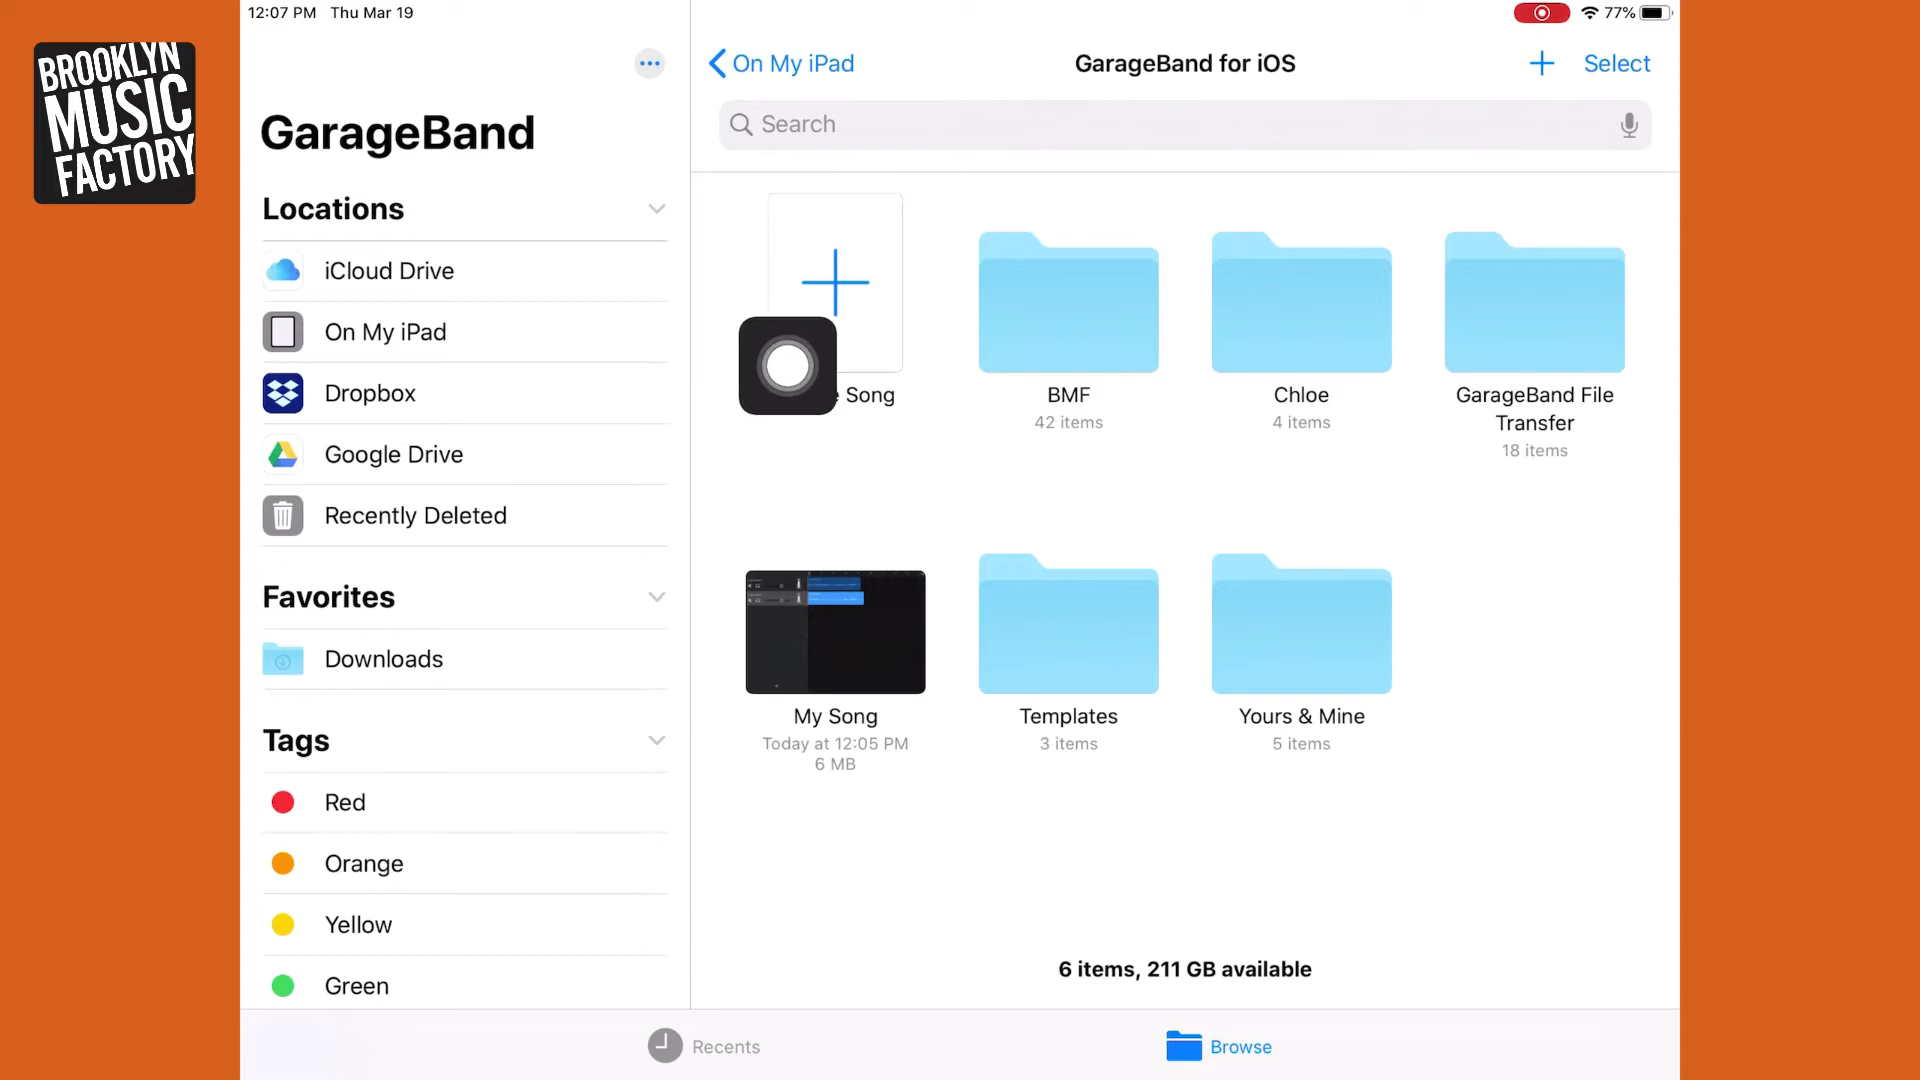 12:07 PM Thu Mar 19
77%
BROOKLYN
MUSIC
FACTORY
GarageBand
Locations
iCloud Drive
On My iPad
Dropbox
Google Drive
Recently Deleted
Favorites
Downloads
Tags
Red
Orange
Yellow
Green
On My iPad
GarageBand for iOS
Select
Search
Song
BMF
42 items
Chloe
4 items
GarageBand File
Transfer
18 items
My Song
Today at 12:05 PM
6 MB
Templates
3 items
Yours & Mine
5 items
6 items, 211 GB available
Recents
Browse